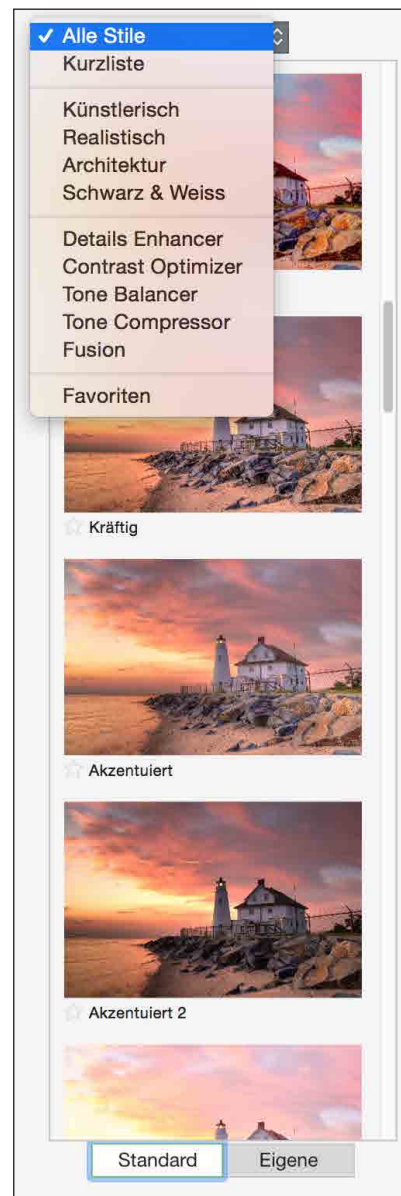 ✓ Alle Stile
Kurzliste
Künstlerisch
Realistisch
Architektur
Schwarz & Weiss
Details Enhancer
Contrast Optimizer
Tone Balancer
Tone Compressor
Fusion
Favoriten
Kräftig
Akzentuiert
Akzentuiert 2
Standard Eigene